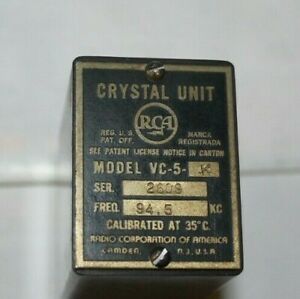 CRYSTAL UNIT
RCA
REG. U.S. PAT. OFF.
MARCA REGISTRADA
SEE PATENT LICENSE NOTICE IN CARTON
MODEL VC-5-K
SER. 2609
FREQ. 94.5 KC
CALIBRATED AT 35°C.
RADIO CORPORATION OF AMERICA
CAMDEN, N.J., U.S.A.